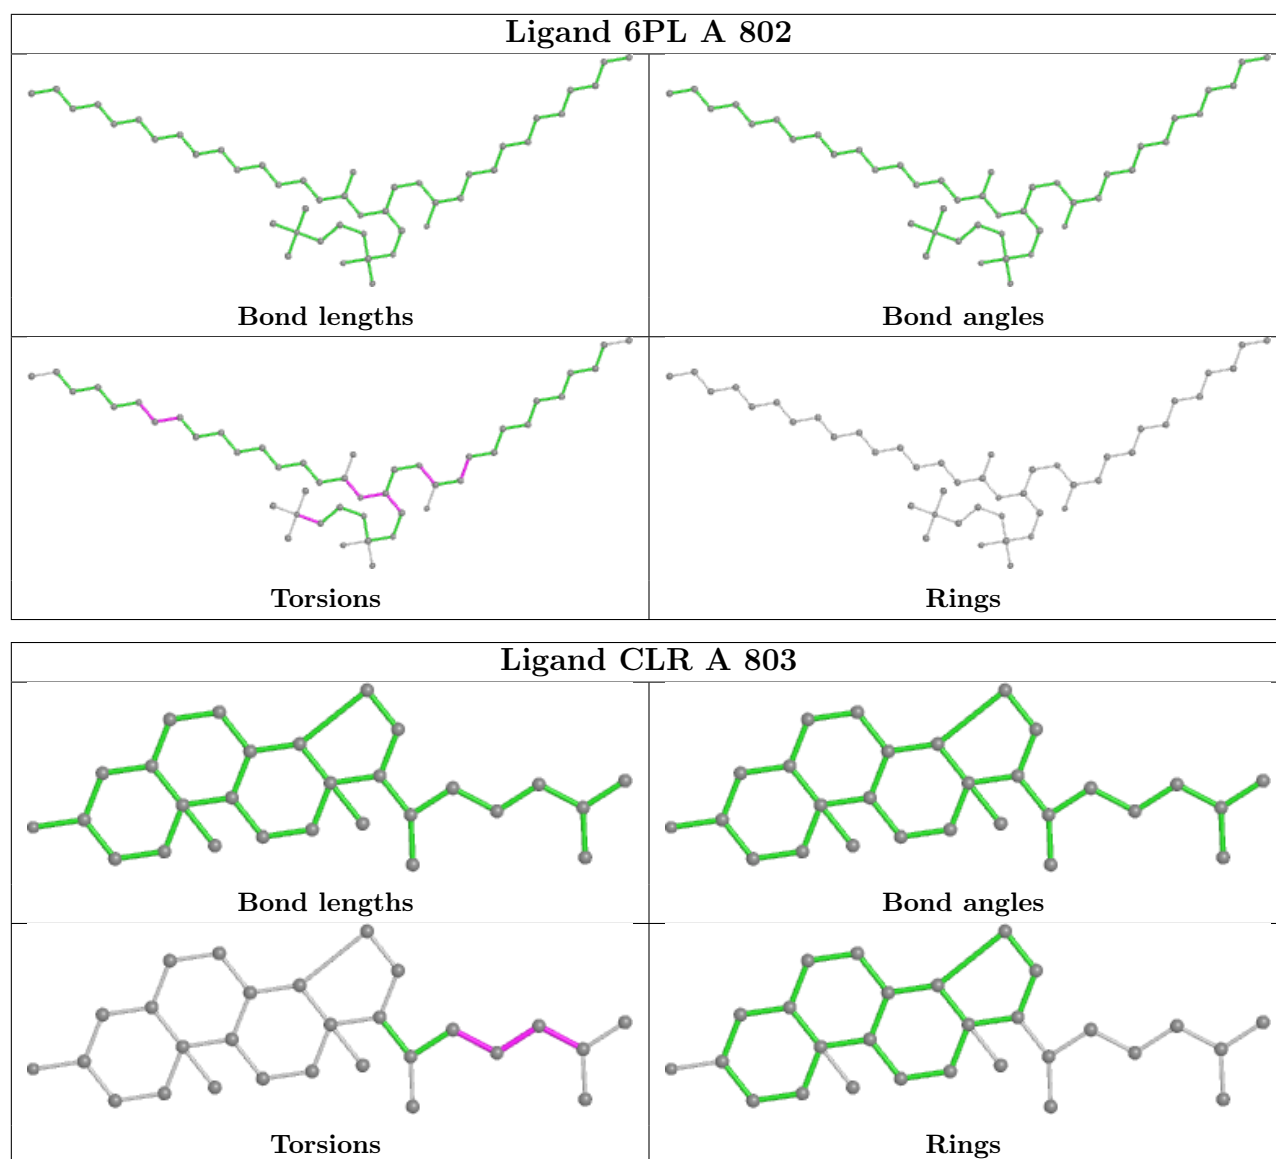 Ligand 6PL A 802
Bond lengths
Bond angles
Torsions
Rings
Ligand CLR A 803
Bond lengths
Bond angles
Torsions
Rings